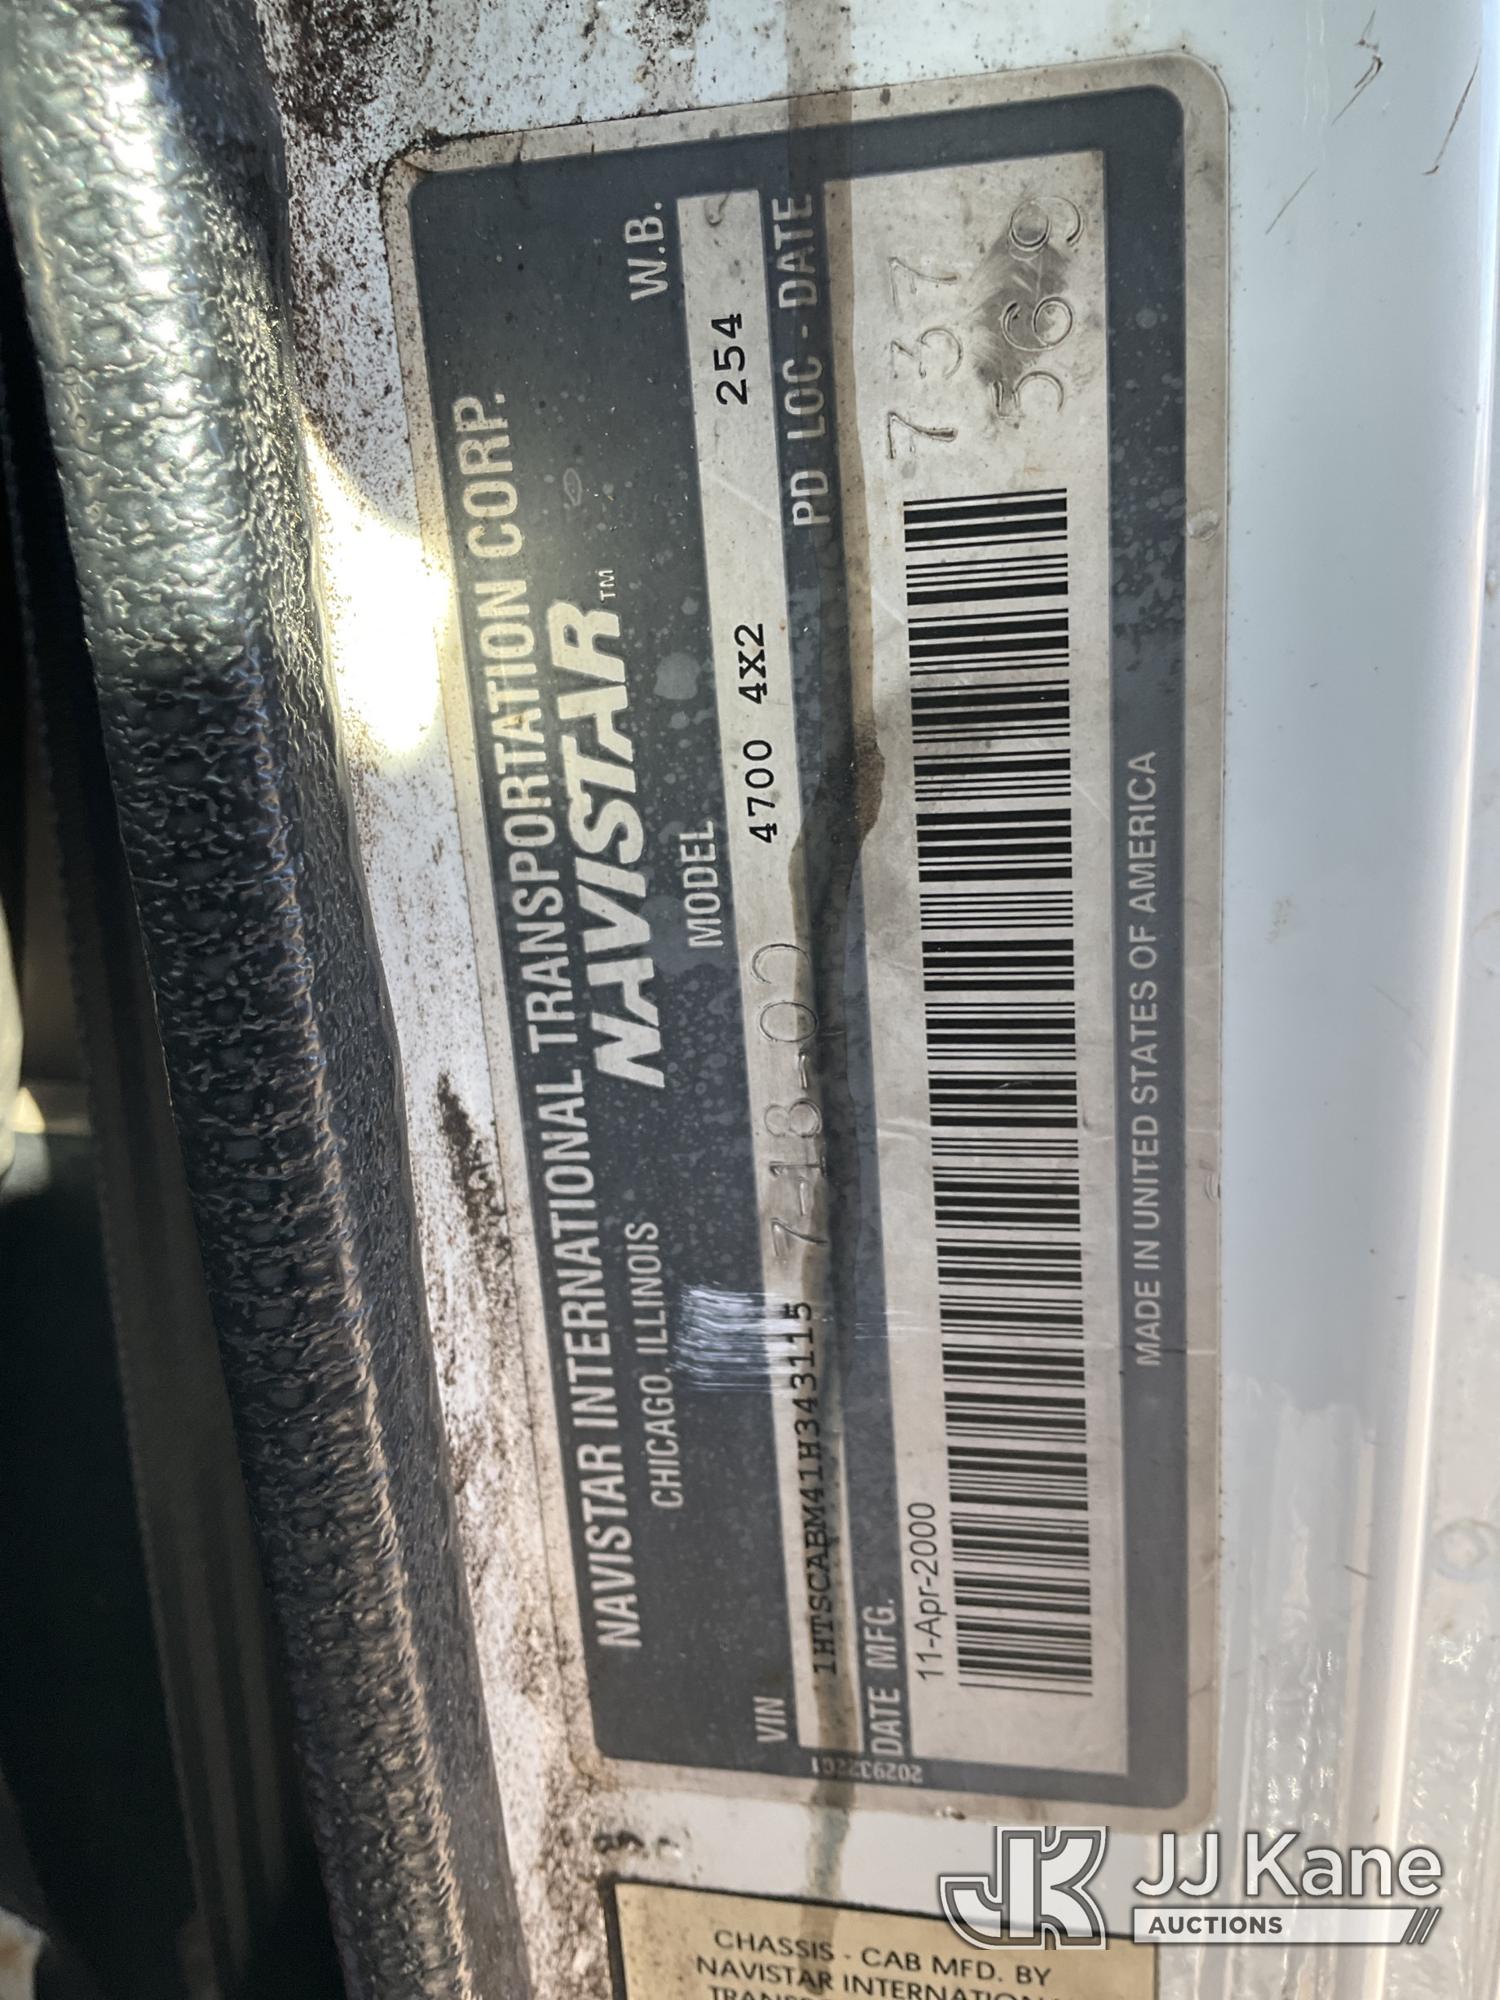 NAVISTAR INTERNATIONAL TRANSPORTATION CORP.
CHICAGO, ILLINOIS NAVISTAR™ W.B.
VIN MODEL
1HTSCABM41H343115 7-18-02 4700 4X2 254
DATE MFG. PD LOC - DATE
11-Apr-2000 737
569
MADE IN UNITED STATES OF AMERICA
CHASSIS - CAB MFD. BY
NAVISTAR INTERNATIONAL
JK JJ Kane
AUCTIONS